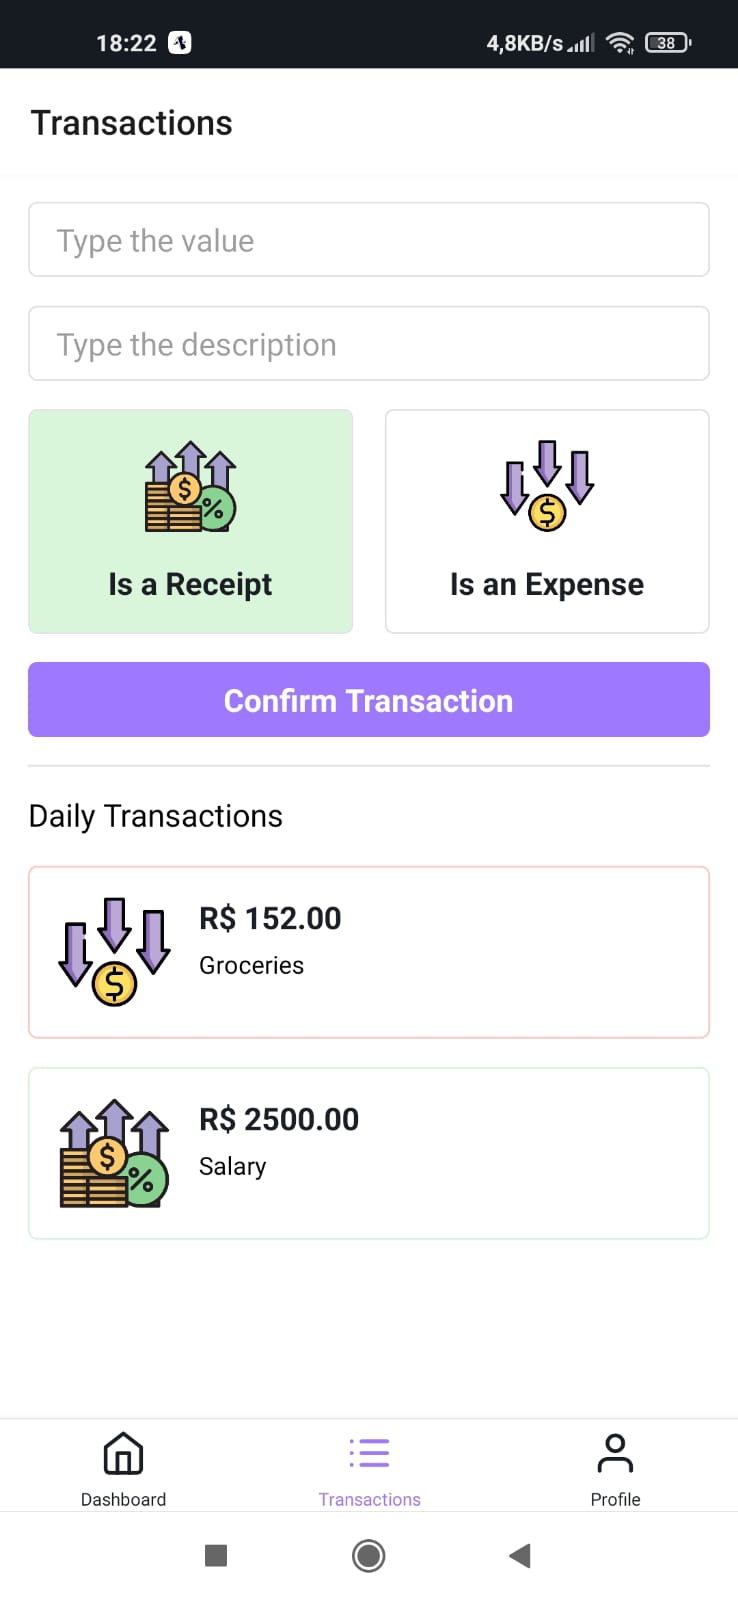 18:22 4,8KB/s 38
Transactions
Type the value
Type the description
$ % $
Is a Receipt Is an Expense
Confirm Transaction
Daily Transactions
R$ 152.00
Groceries
$
R$ 2500.00
Salary
$ %
Dashboard Transactions Profile